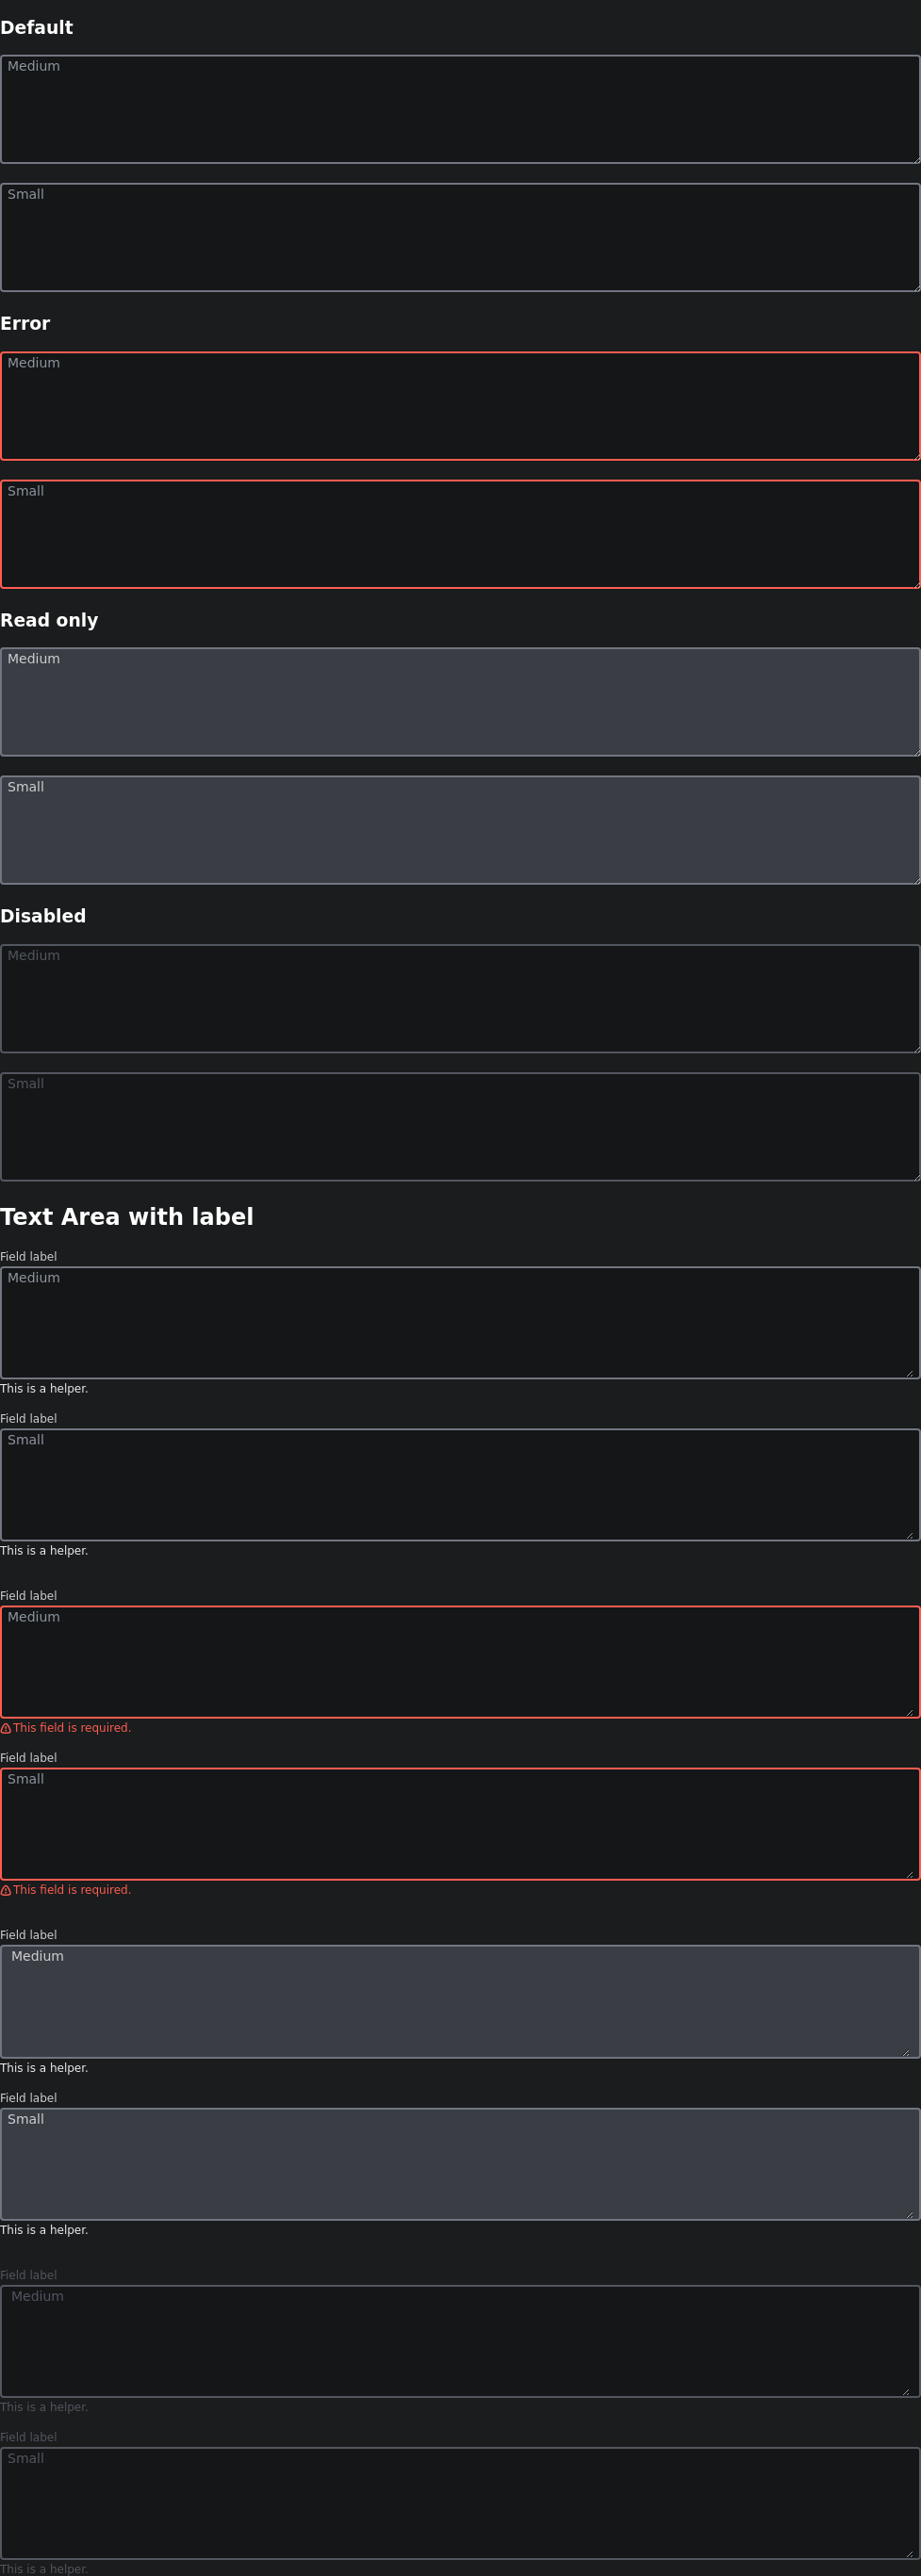 Default
Medium
Small
Error
Medium
Small
Read only
Medium
Small
Disabled
Medium
Small
Text Area with label
Field label
Medium
This is a helper.
Field label
Small
This is a helper.
Field label
Medium
This field is required.
Field label
Small
This field is required.
Field label
Medium
This is a helper.
Field label
Small
This is a helper.
Field label
Medium
This is a helper.
Field label
Small
This is a helper.